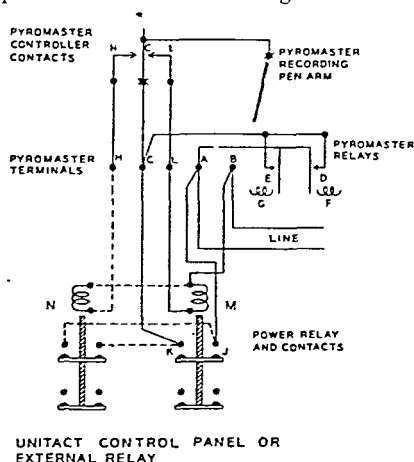 PYROMASTER
CONTROLLER
CONTACTS
H C L
PYROMASTER
RECORDING
PEN ARM
PYROMASTER
RELAYS
PYROMASTER
TERMINALS
H C L A B
E D
G F
LINE
N M
K J
POWER RELAY
AND CONTACTS
UNITACT CONTROL PANEL OR
EXTERNAL RELAY